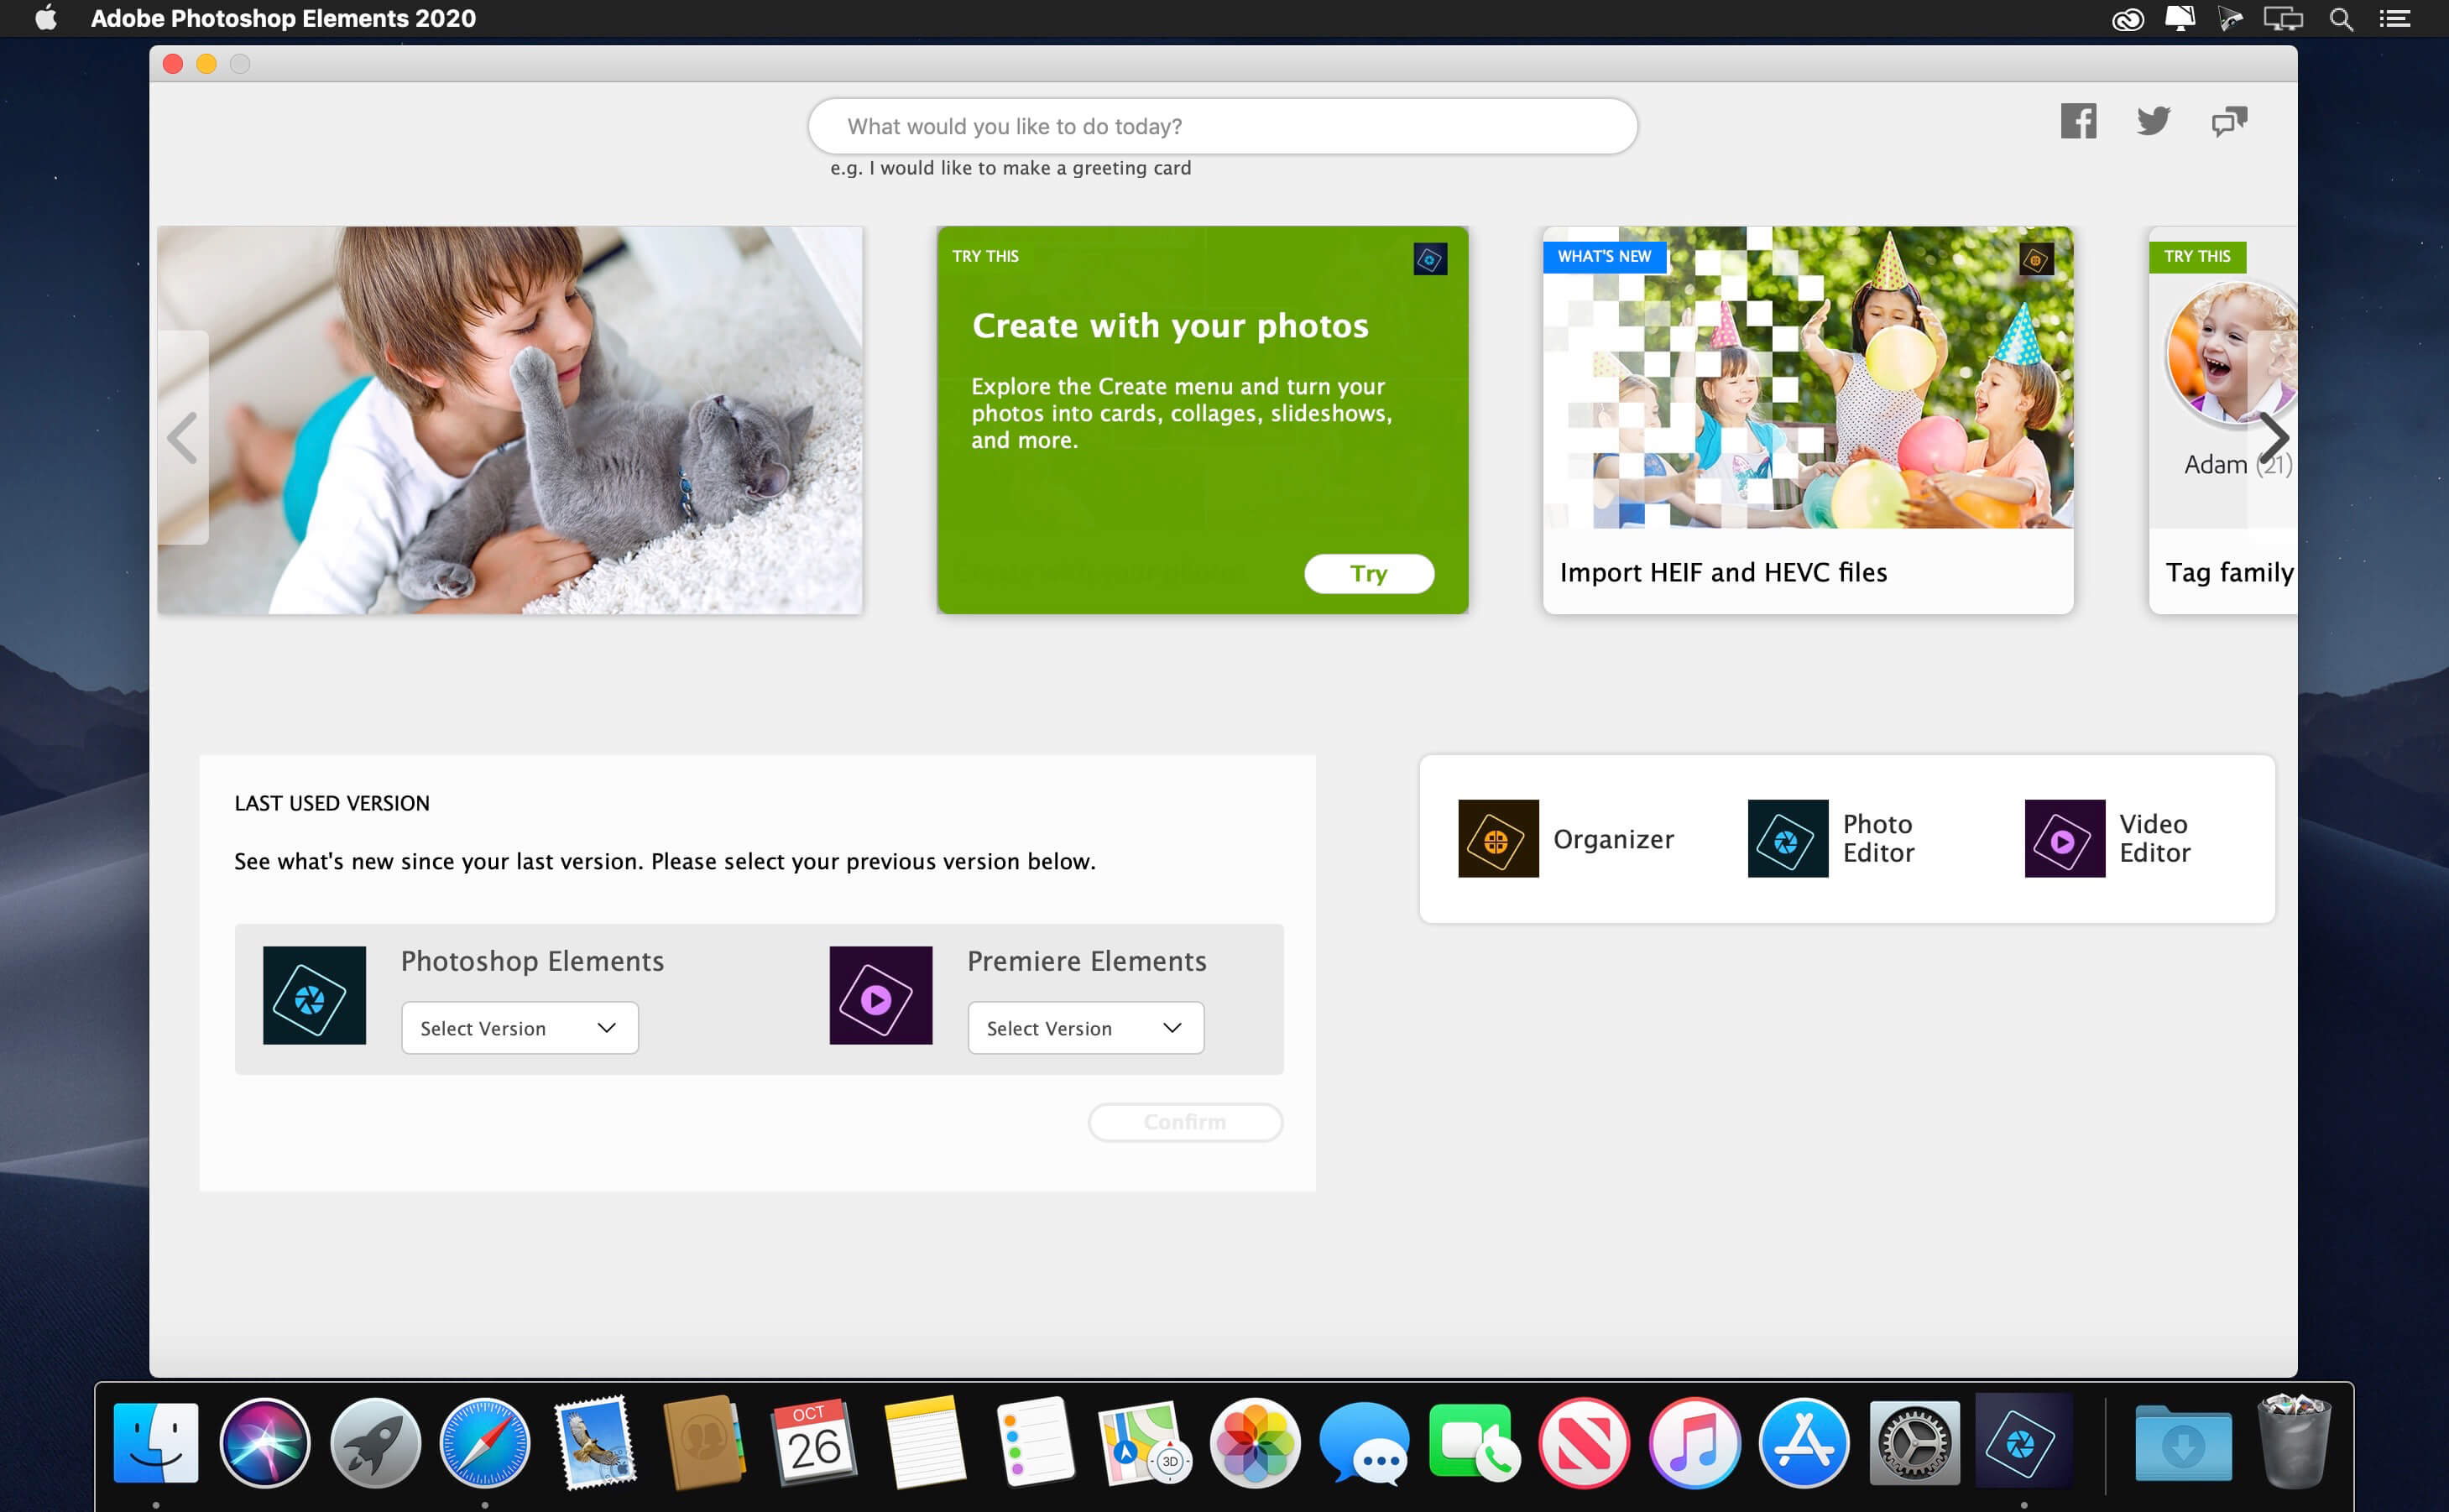 Adobe Photoshop Elements 2020
What would you like to do today?
e.g. I would like to make a greeting card
TRY THIS
Create with your photos
Explore the Create menu and turn your
photos into cards, collages, slideshows,
and more.
Try
WHAT'S NEW
Import HEIF and HEVC files
TRY THIS
Adam (21)
Tag family
LAST USED VERSION
See what's new since your last version. Please select your previous version below.
Photoshop Elements
Select Version
Premiere Elements
Select Version
Confirm
Organizer
Photo
Editor
Video
Editor
OCT
26
3D